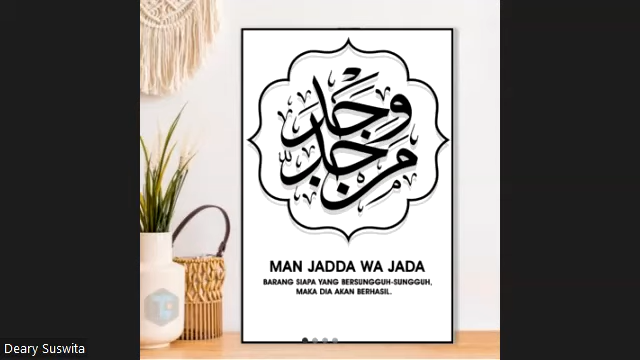 من جد وجد
MAN JADDA WA JADA
BARANG SIAPA YANG BERSUNGGUH-SUNGGUH,
MAKA DIA AKAN BERHASIL.
Deary Suswita